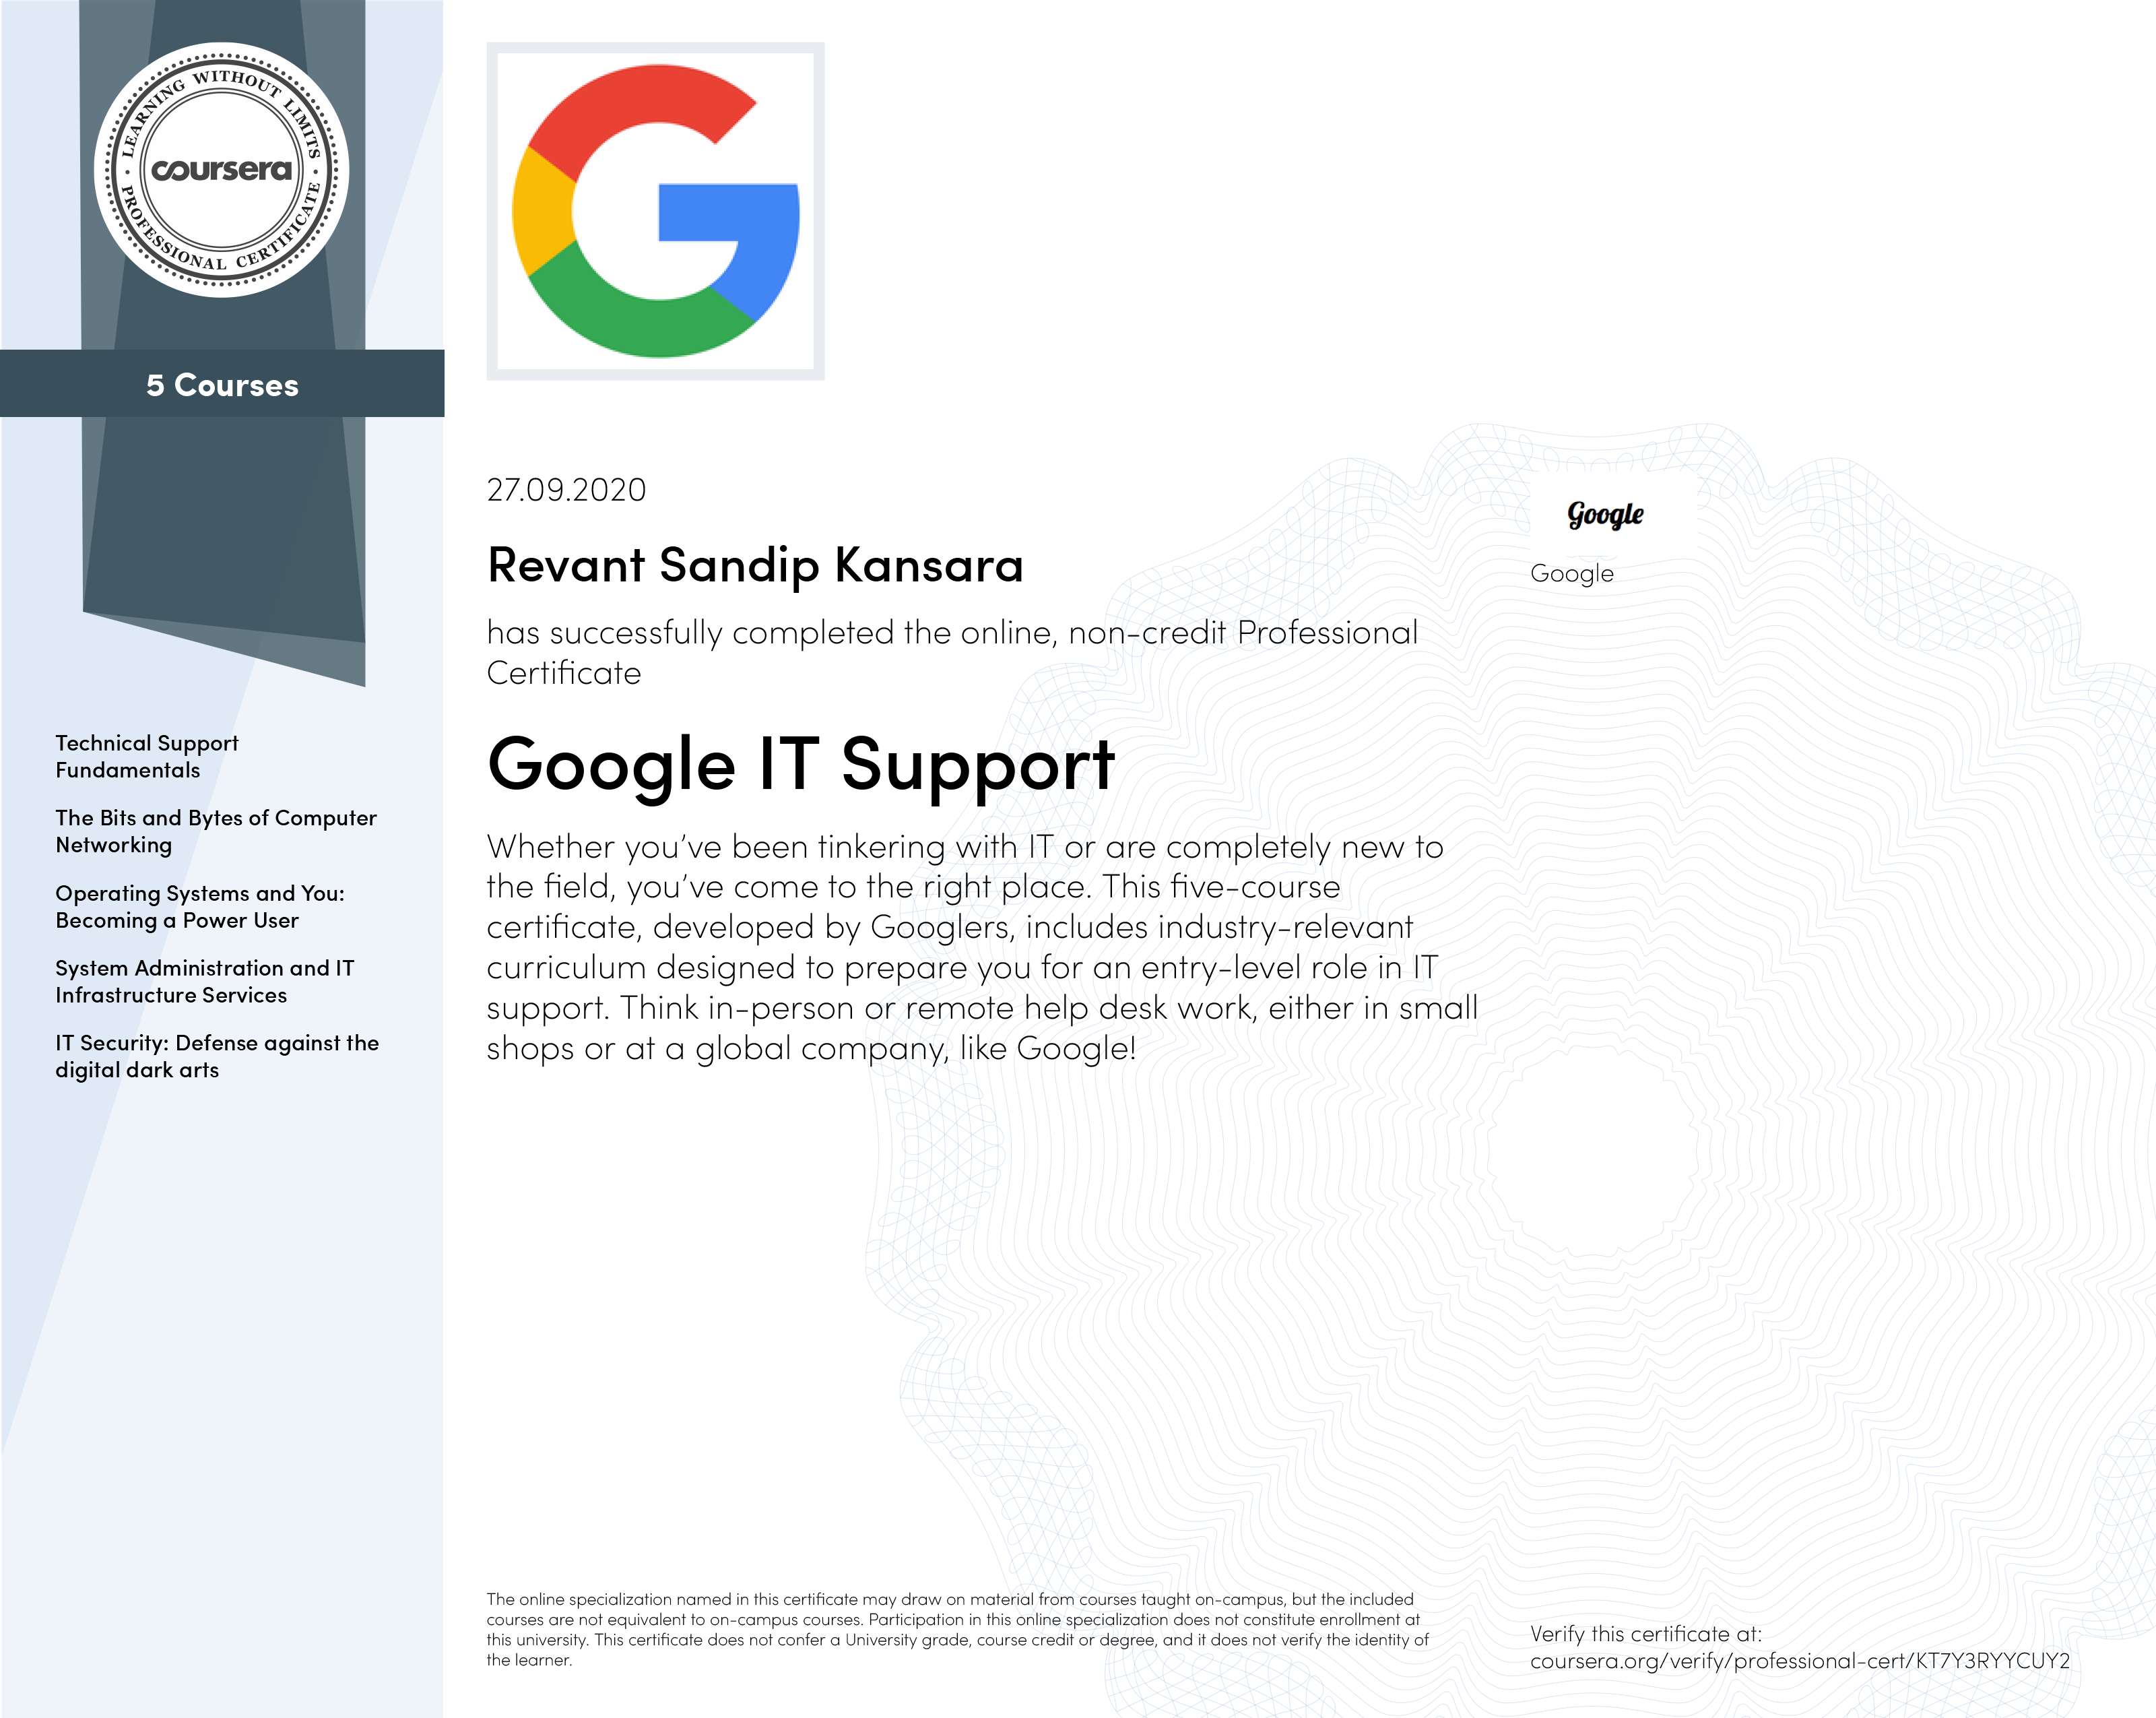 LEARNING WITHOUT LIMITS
coursera
PROFESSIONAL CERTIFICATE
5 Courses
Technical Support
Fundamentals
The Bits and Bytes of Computer
Networking
Operating Systems and You:
Becoming a Power User
System Administration and IT
Infrastructure Services
IT Security: Defense against the
digital dark arts
27.09.2020
Revant Sandip Kansara
has successfully completed the online, non-credit Professional
Certificate
Google IT Support
Whether you’ve been tinkering with IT or are completely new to
the field, you’ve come to the right place. This five-course
certificate, developed by Googlers, includes industry-relevant
curriculum designed to prepare you for an entry-level role in IT
support. Think in-person or remote help desk work, either in small
shops or at a global company, like Google!
Google
Google
The online specialization named in this certificate may draw on material from courses taught on-campus, but the included
courses are not equivalent to on-campus courses. Participation in this online specialization does not constitute enrollment at
this university. This certificate does not confer a University grade, course credit or degree, and it does not verify the identity of
the learner.
Verify this certificate at:
coursera.org/verify/professional-cert/KT7Y3RYYCUY2